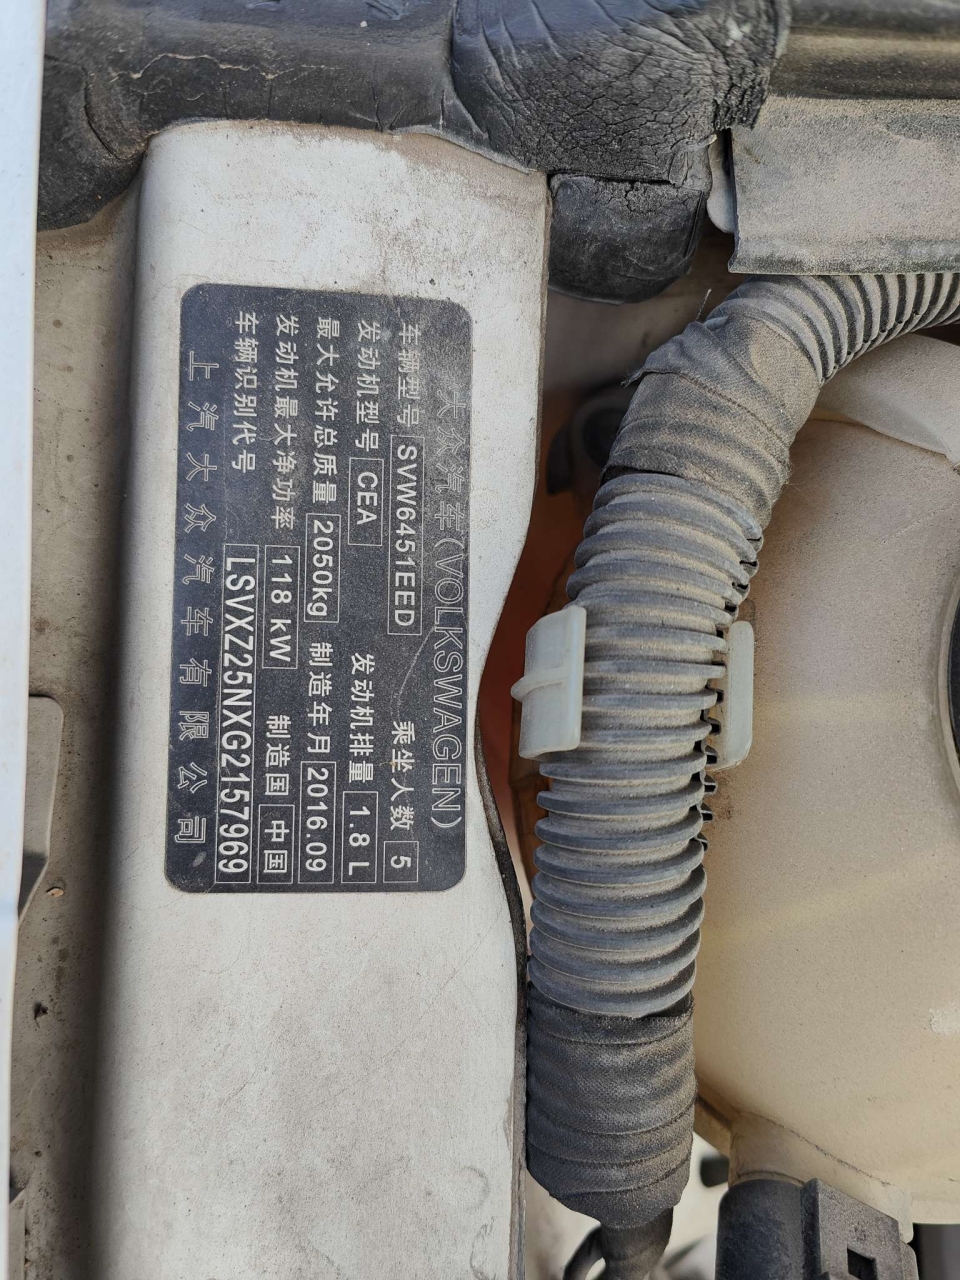 大众汽车(VOLKSWAGEN)
车辆型号 SVW6451EED 乘坐人数 5
发动机型号 CEA 发动机排量 1.8 L
最大允许总质量 2050kg 制造年月 2016.09
发动机最大净功率 118 kW 制造国 中国
车辆识别代号 LSVXZ25NXG2157969
上汽大众汽车有限公司